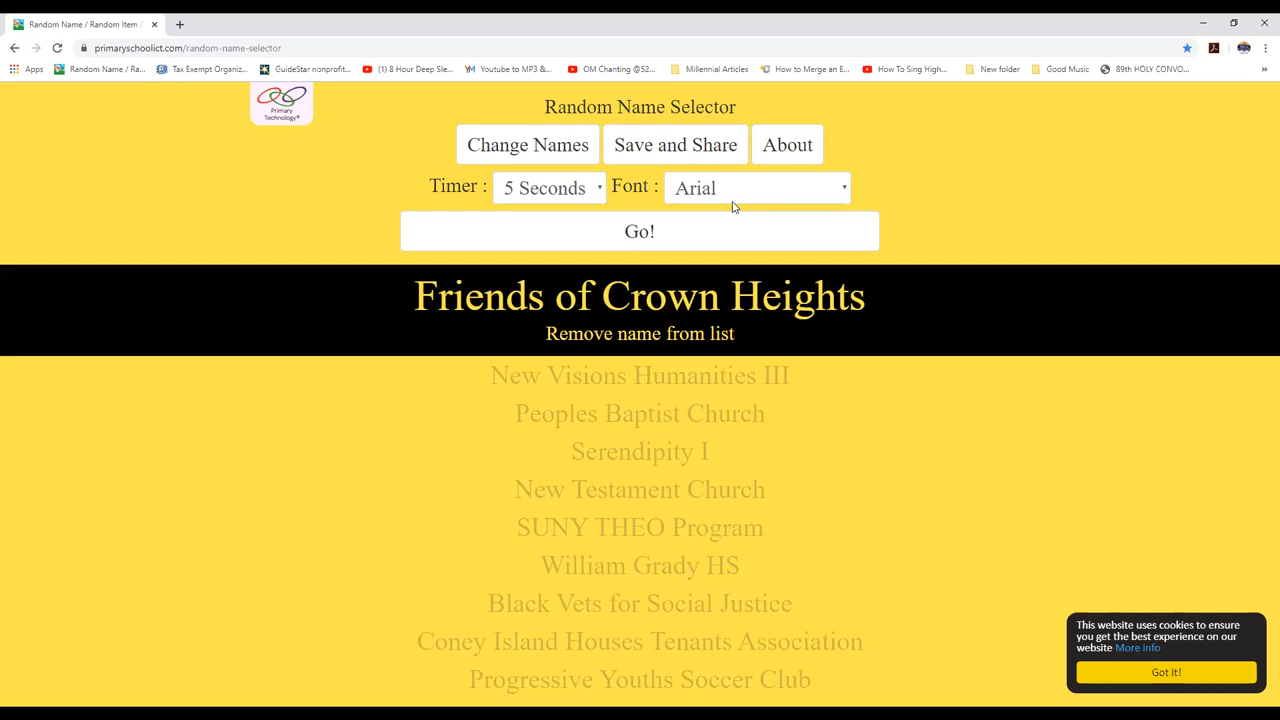 Random Name / Random Item /
primaryschoolict.com/random-name-selector
Apps
Random Name / Ra...
Tax Exempt Organiz...
GuideStar nonprofit...
(1) 8 Hour Deep Sle...
Youtube to MP3 &...
OM Chanting @52...
Millennial Articles
How to Merge an E...
How To Sing High...
New folder
Good Music
89th HOLY CONVO...
Primary
Technology®
Random Name Selector
Change Names
Save and Share
About
Timer :
5 Seconds
Font :
Arial
Go!
Friends of Crown Heights
Remove name from list
New Visions Humanities III
Peoples Baptist Church
Serendipity I
New Testament Church
SUNY THEO Program
William Grady HS
Black Vets for Social Justice
Coney Island Houses Tenants Association
Progressive Youths Soccer Club
This website uses cookies to ensure
you get the best experience on our
website More info
Got it!